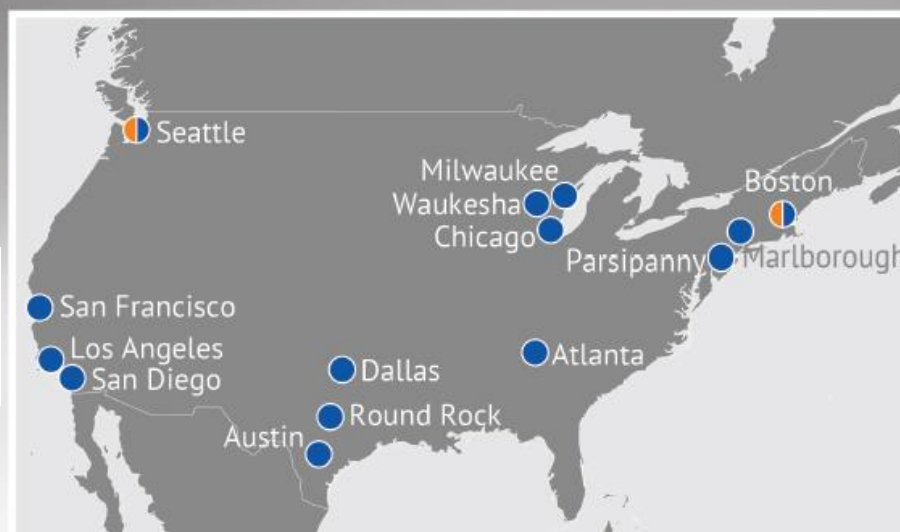 Seattle
Milwaukee
Boston
Waukesha
Chicago
Parsipanny
Marlborough
San Francisco
Los Angeles
Atlanta
San Diego
Dallas
Round Rock
Austin